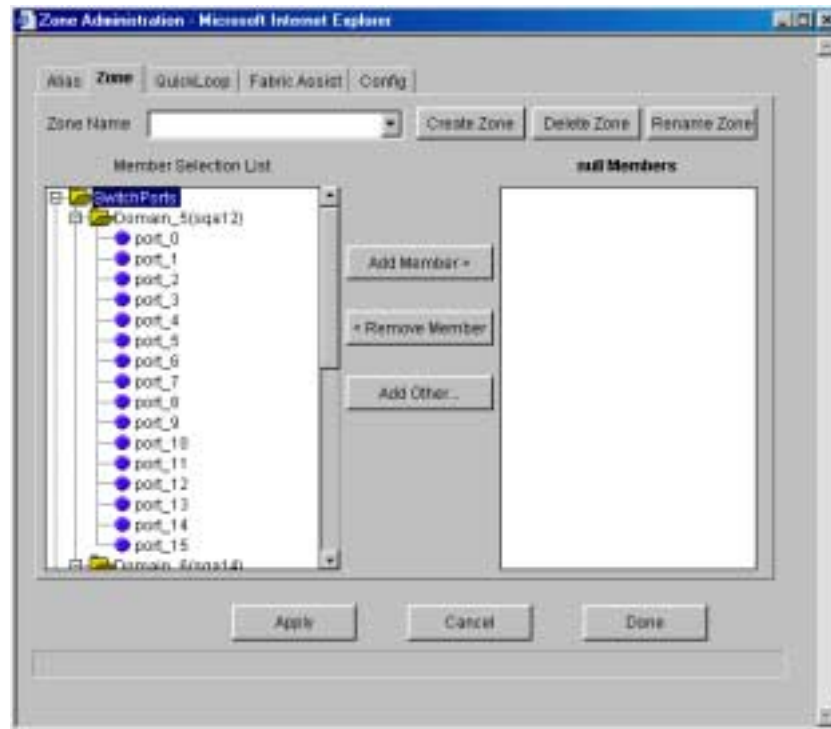 Zone Administration - Microsoft Internet Explorer
Alias Zone QuickLoop Fabric Assist Config
Zone Name Create Zone Delete Zone Rename Zone
Member Selection List null Members
SwitchPorts
Domain_5(sqa12)
port_0
port_1
port_2
port_3
port_4
port_5
port_6
port_7
port_8
port_9
port_10
port_11
port_12
port_13
port_14
port_15
Domain_6(sqa14)
Add Member >
< Remove Member
Add Other...
Apply Cancel Done